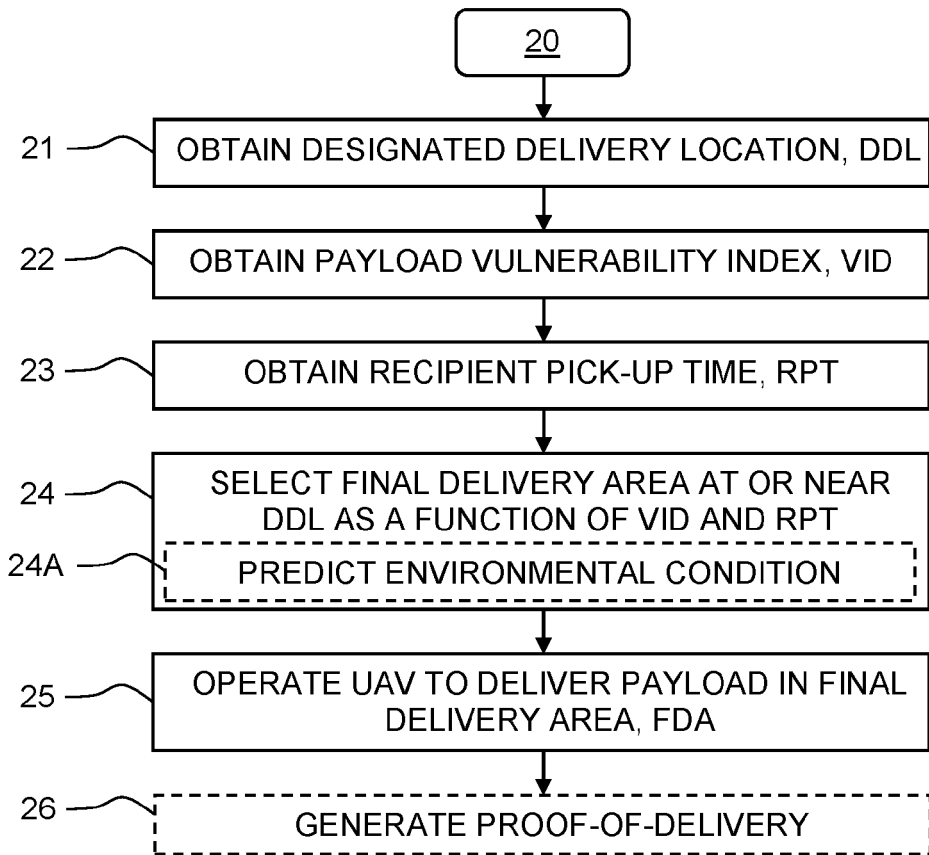 20
21 OBTAIN DESIGNATED DELIVERY LOCATION, DDL
22 OBTAIN PAYLOAD VULNERABILITY INDEX, VID
23 OBTAIN RECIPIENT PICK-UP TIME, RPT
24 SELECT FINAL DELIVERY AREA AT OR NEAR
DDL AS A FUNCTION OF VID AND RPT
24A PREDICT ENVIRONMENTAL CONDITION
25 OPERATE UAV TO DELIVER PAYLOAD IN FINAL
DELIVERY AREA, FDA
26 GENERATE PROOF-OF-DELIVERY